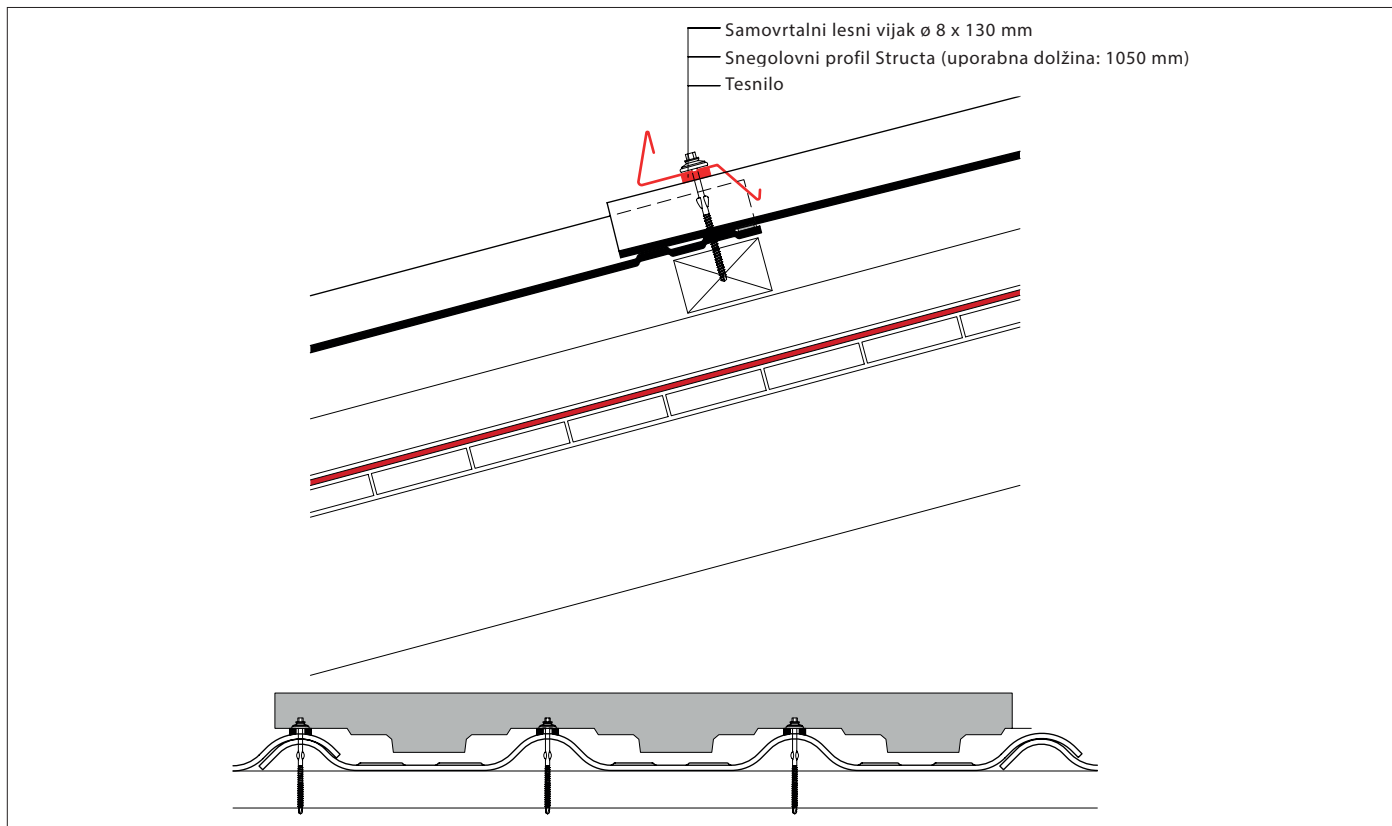 Samovrtalni lesni vijak ø 8 x 130 mm
Snegolovni profil Structa (uporabna dolžina: 1050 mm)
Tesnilo